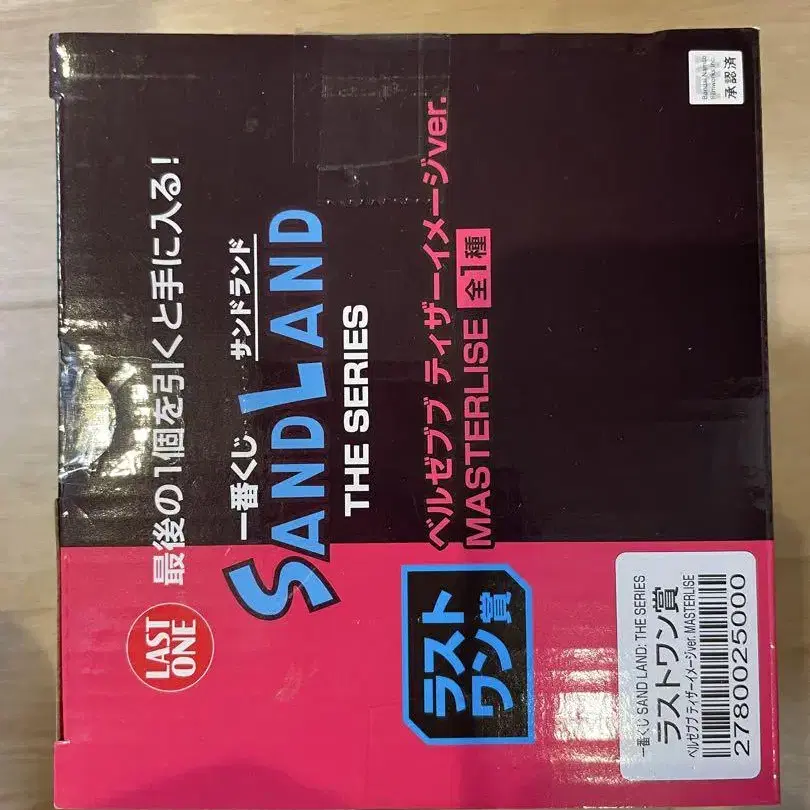 LAST
ONE
最後の1個を引くと手に入る!
一番くじ サンドランド
SAND LAND
THE SERIES
ラスト
ワン賞
ベルゼブブ ティザーイメージver.
MASTERLISE 全1種
Bandai Namco
Filmworks Inc.
承認済
一番くじ SAND LAND: THE SERIES
ラストワン賞
ベルゼブブ ティザーイメージver. MASTERLISE
2780025000